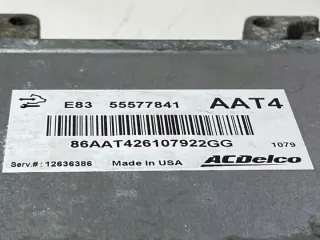 E83 55577841 AAT4
86AAT426107922GG 1079
Serv.#: 12636386 Made in USA ACDelco